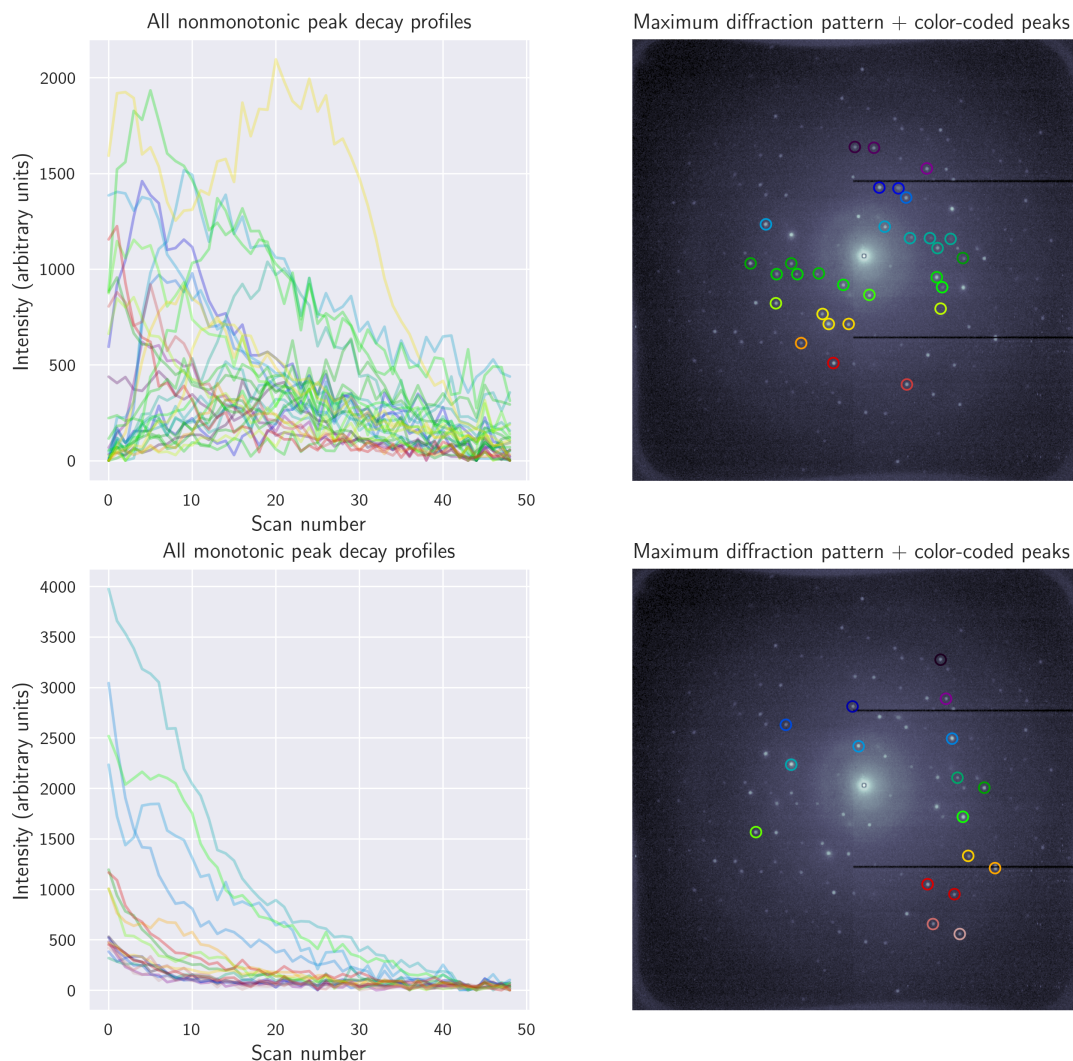 All nonmonotonic peak decay profiles
Maximum diffraction pattern + color-coded peaks
Intensity (arbitrary units)
2000
1500
1000
500
0
0 10 20 30 40 50
Scan number
All monotonic peak decay profiles
Maximum diffraction pattern + color-coded peaks
Intensity (arbitrary units)
4000
3500
3000
2500
2000
1500
1000
500
0
0 10 20 30 40 50
Scan number